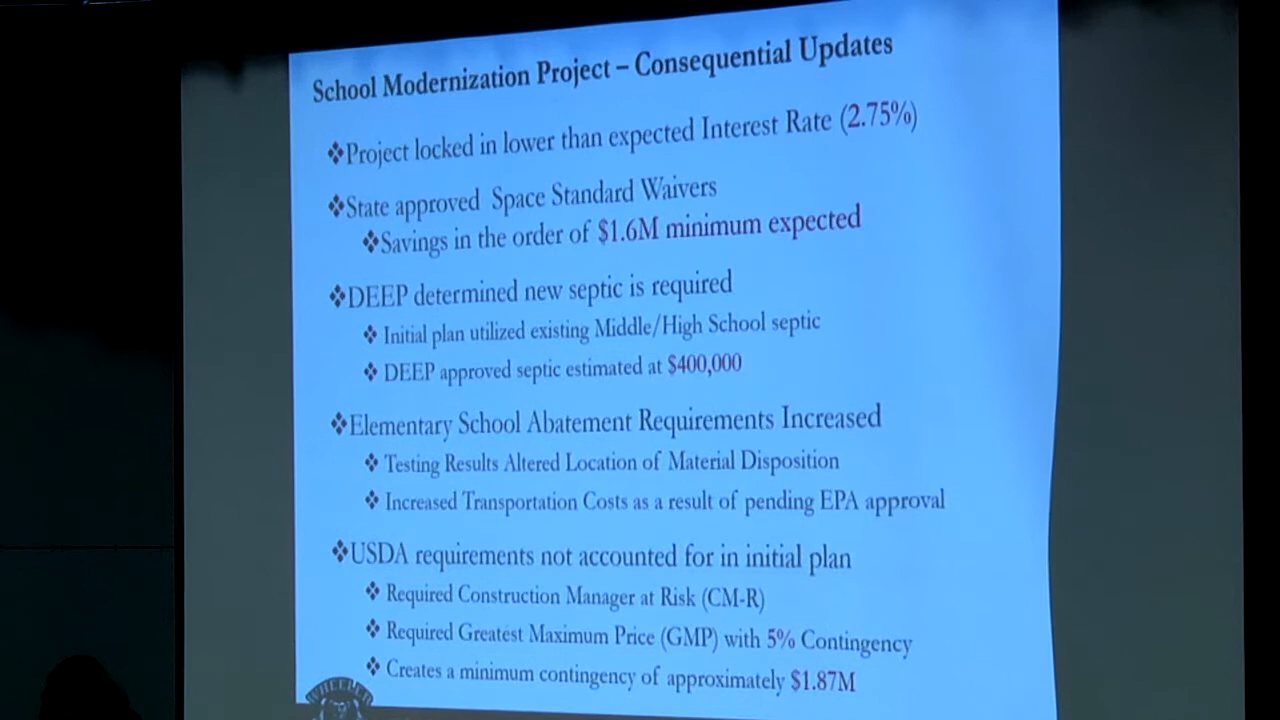 School Modernization Project – Consequential Updates
❖Project locked in lower than expected Interest Rate (2.75%)
❖State approved Space Standard Waivers
❖Savings in the order of $1.6M minimum expected
❖DEEP determined new septic is required
❖ Initial plan utilized existing Middle/High School septic
❖ DEEP approved septic estimated at $400,000
❖Elementary School Abatement Requirements Increased
❖ Testing Results Altered Location of Material Disposition
❖ Increased Transportation Costs as a result of pending EPA approval
❖USDA requirements not accounted for in initial plan
❖ Required Construction Manager at Risk (CM-R)
❖ Required Greatest Maximum Price (GMP) with 5% Contingency
❖ Creates a minimum contingency of approximately $1.87M
WHEELER